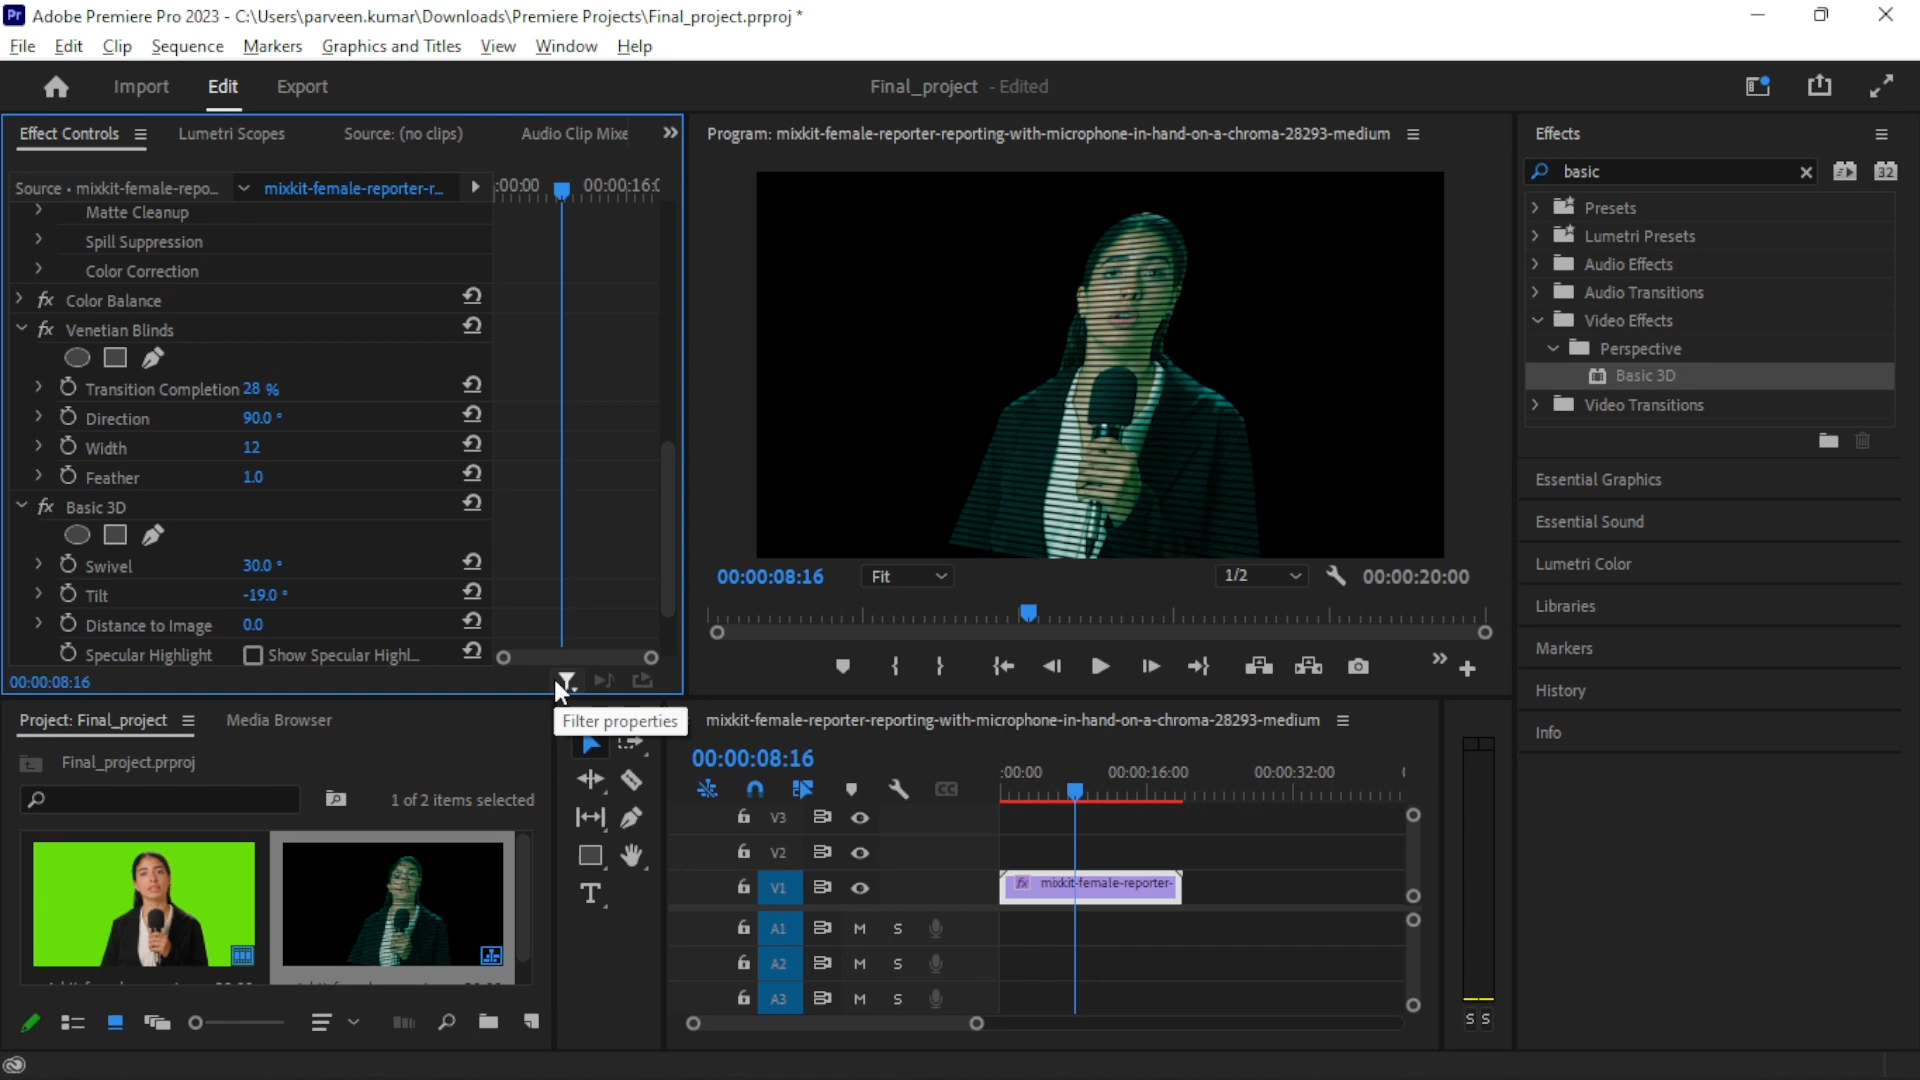 Pr Adobe Premiere Pro 2023 - C:\Users\parveen.kumar\Downloads\Premiere Projects\Final_project.prproj *
File Edit Clip Sequence Markers Graphics and Titles View Window Help
Import Edit Export
Final_project - Edited
Effect Controls Lumetri Scopes Source: (no clips) Audio Clip Mixe
Source • mixkit-female-repo... mixkit-female-reporter-r... :00:00 00:00:16:0
Matte Cleanup
Spill Suppression
Color Correction
fx Color Balance
fx Venetian Blinds
Transition Completion 28 %
Direction 90.0 °
Width 12
Feather 1.0
fx Basic 3D
Swivel 30.0 °
Tilt -19.0 °
Distance to Image 0.0
Specular Highlight Show Specular Highl...
00:00:08:16
Filter properties
Program: mixkit-female-reporter-reporting-with-microphone-in-hand-on-a-chroma-28293-medium
00:00:08:16 Fit 1/2 00:00:20:00
Effects
basic
32
Presets
Lumetri Presets
Audio Effects
Audio Transitions
Video Effects
Perspective
Basic 3D
Video Transitions
Essential Graphics
Essential Sound
Lumetri Color
Libraries
Markers
History
Info
Project: Final_project Media Browser
Final_project.prproj
1 of 2 items selected
mixkit-female-reporter-reporting-with-microphone-in-hand-on-a-chroma-28293-medium
00:00:08:16
:00:00 00:00:16:00 00:00:32:00
CC
V3
V2
V1 fx mixkit-female-reporter-
A1 M S
A2 M S
A3 M S
S S
T